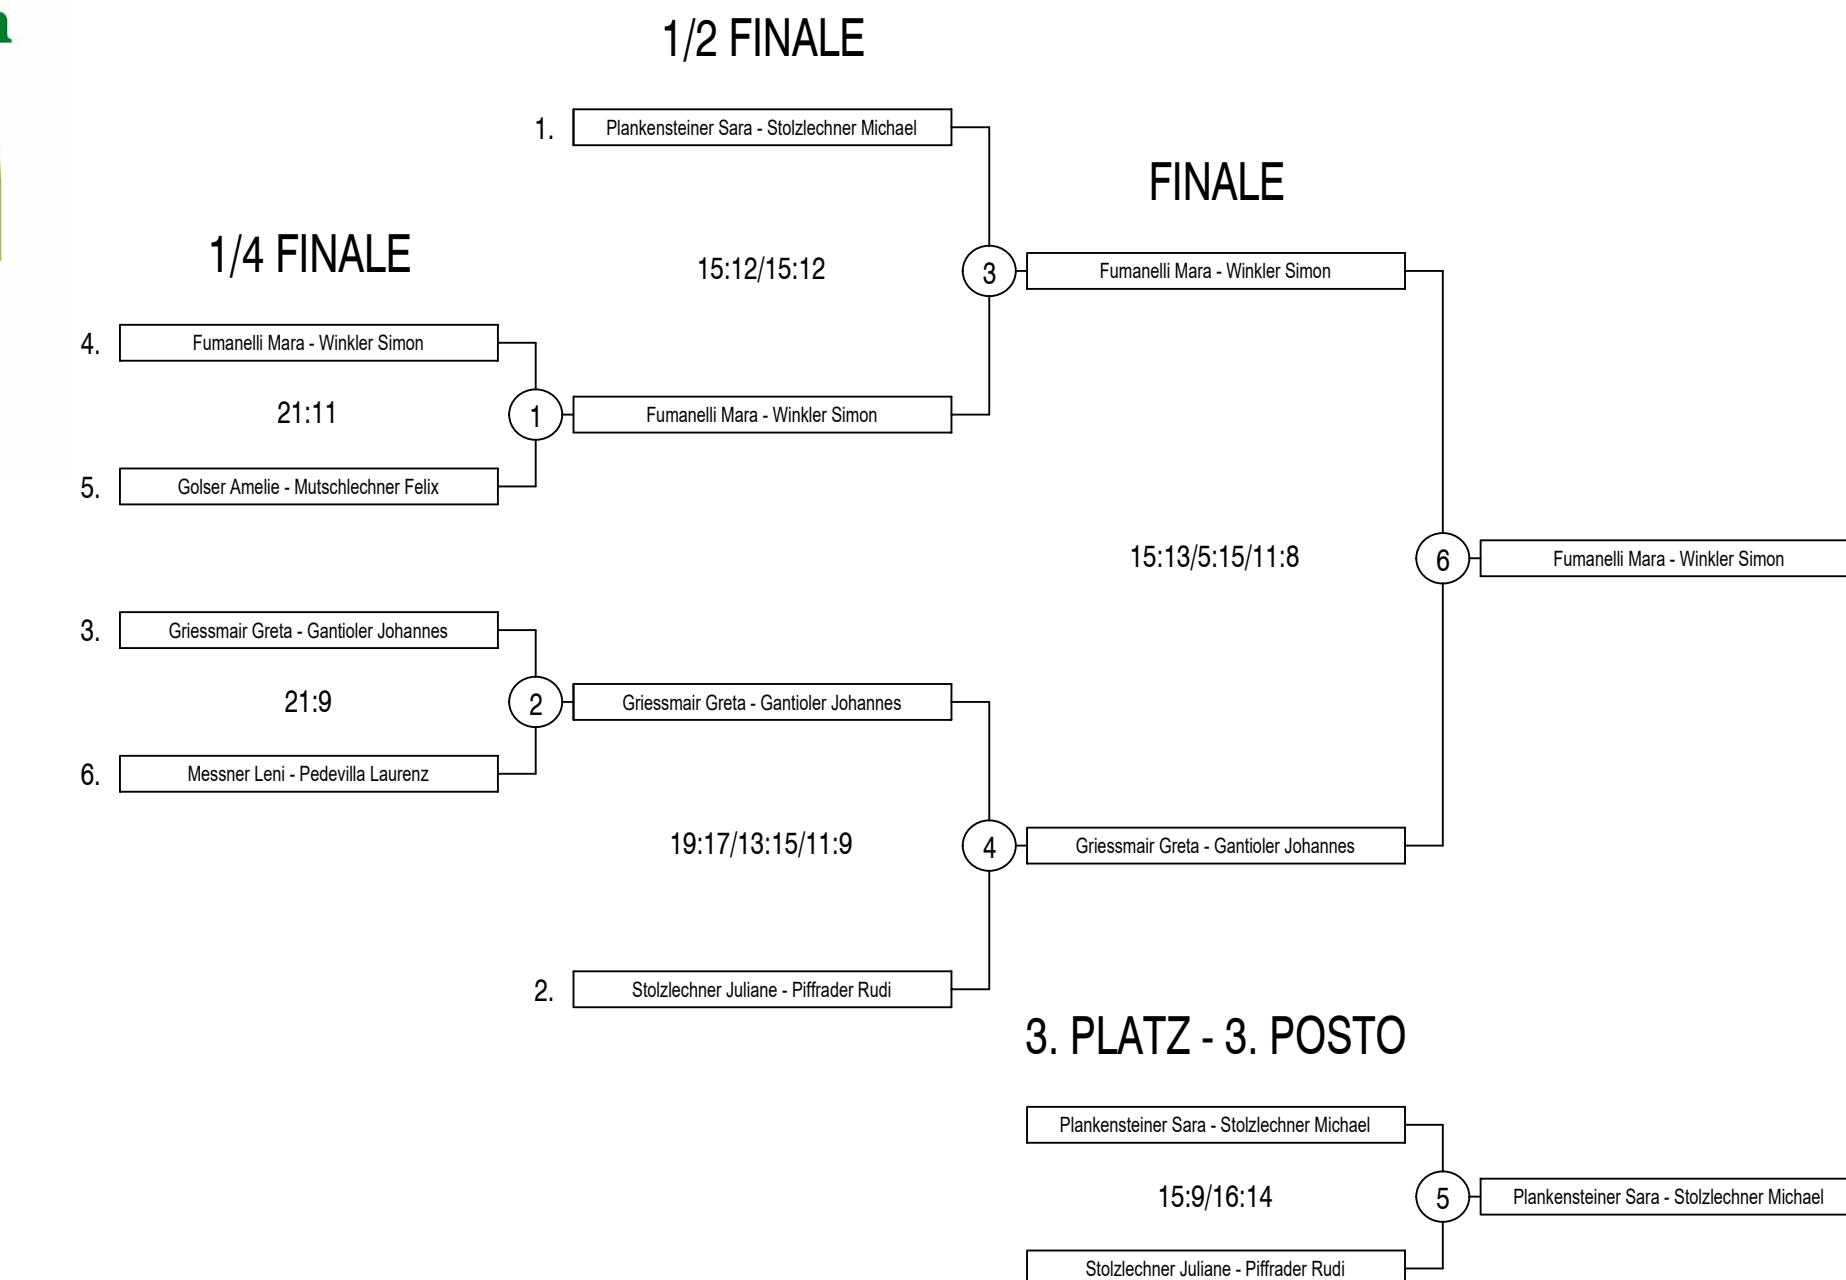 1/2 FINALE
1. Plankensteiner Sara - Stolzlechner Michael
FINALE
1/4 FINALE
15:12/15:12
3
Fumanelli Mara - Winkler Simon
4. Fumanelli Mara - Winkler Simon
21:11
1
Fumanelli Mara - Winkler Simon
5. Golser Amelie - Mutschlechner Felix
15:13/5:15/11:8
6
Fumanelli Mara - Winkler Simon
3. Griessmair Greta - Gantioler Johannes
21:9
2
Griessmair Greta - Gantioler Johannes
6. Messner Leni - Pedevilla Laurenz
19:17/13:15/11:9
4
Griessmair Greta - Gantioler Johannes
2. Stolzlechner Juliane - Piffrader Rudi
3. PLATZ - 3. POSTO
Plankensteiner Sara - Stolzlechner Michael
15:9/16:14
5
Plankensteiner Sara - Stolzlechner Michael
Stolzlechner Juliane - Piffrader Rudi